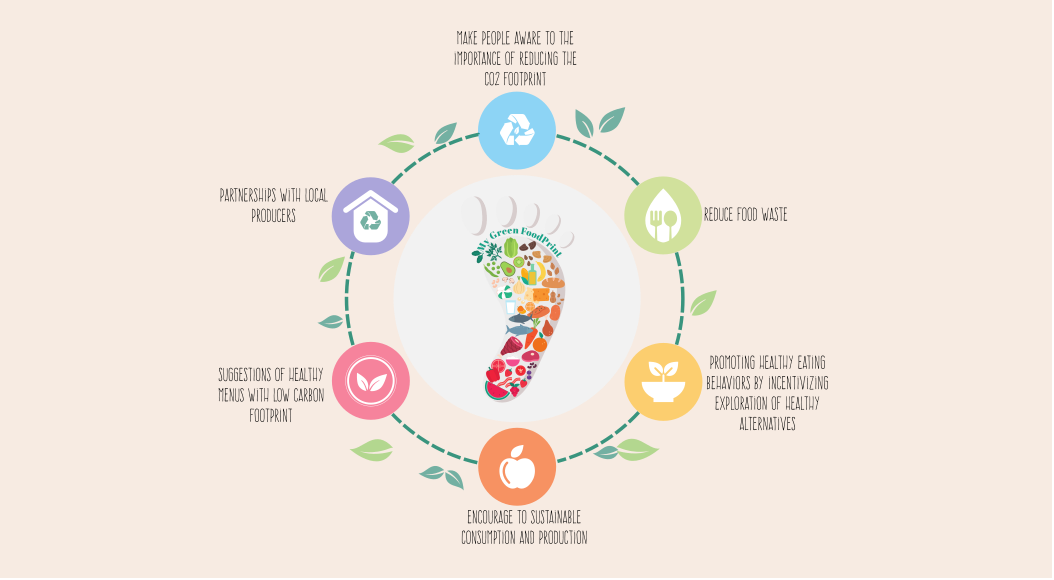 MAKE PEOPLE AWARE TO THE
IMPORTANCE OF REDUCING THE
CO2 FOOTPRINT
PARTNERSHIPS WITH LOCAL
PRODUCERS
REDUCE FOOD WASTE
My Green FoodPrint
SUGGESTIONS OF HEALTHY
MENUS WITH LOW CARBON
FOOTPRINT
PROMOTING HEALTHY EATING
BEHAVIORS BY INCENTIVIZING
EXPLORATION OF HEALTHY
ALTERNATIVES
ENCOURAGE TO SUSTAINABLE
CONSUMPTION AND PRODUCTION